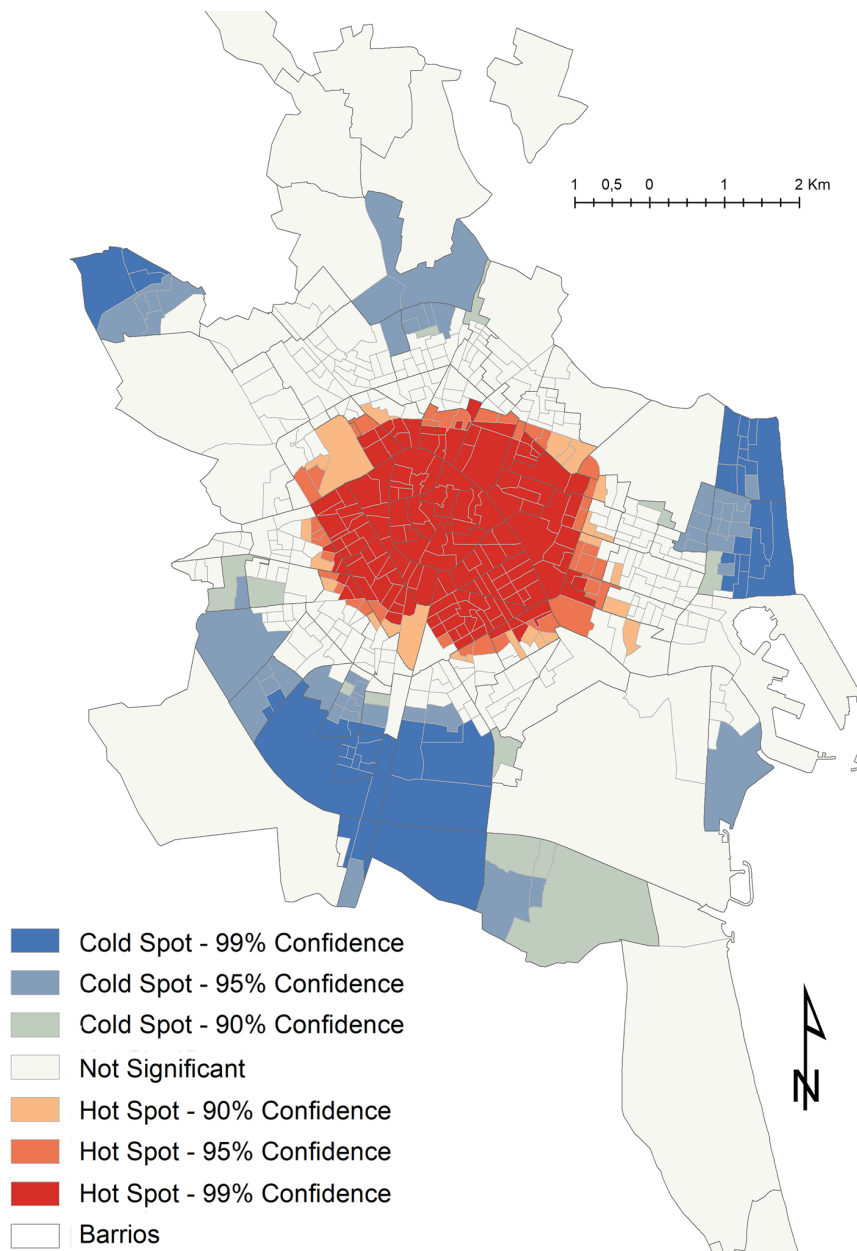 1 0,5 0 1 2 Km
Cold Spot - 99% Confidence
Cold Spot - 95% Confidence
Cold Spot - 90% Confidence
Not Significant
Hot Spot - 90% Confidence
Hot Spot - 95% Confidence
Hot Spot - 99% Confidence
N
Barrios